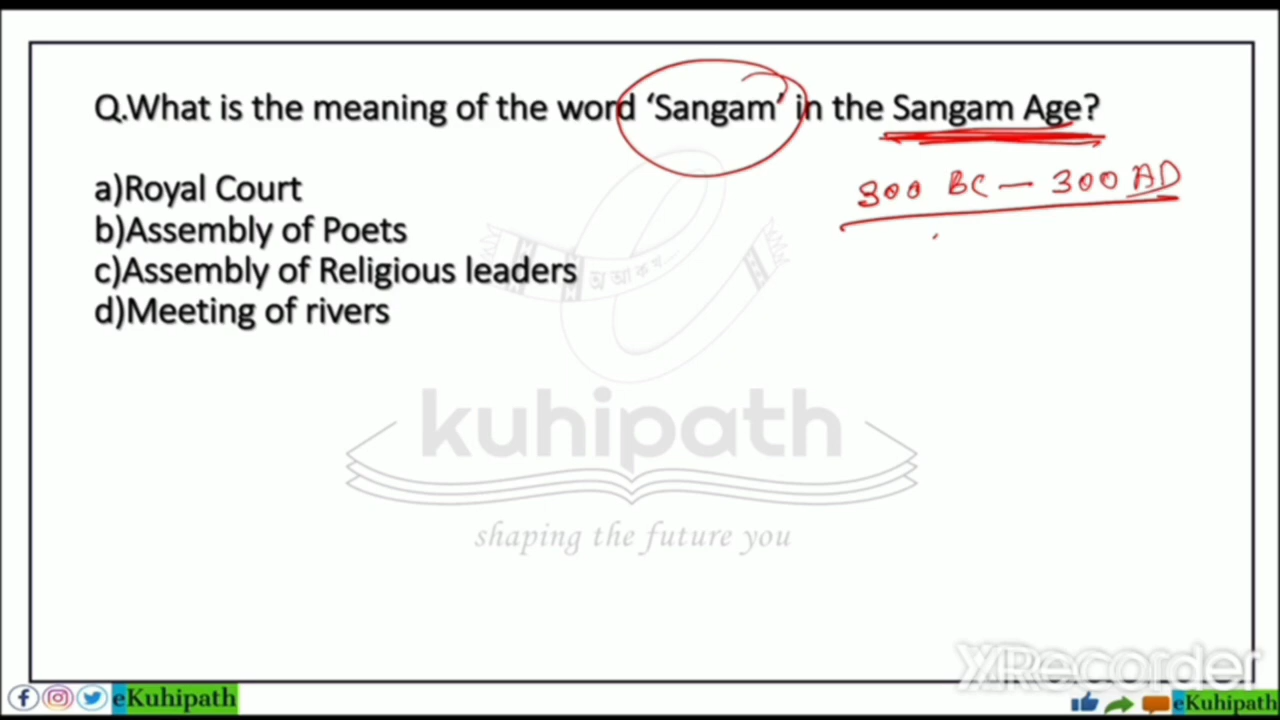 Q.What is the meaning of the word ‘Sangam’ in the Sangam Age?
300 BC — 300 AD
a)Royal Court
b)Assembly of Poets
c)Assembly of Religious leaders
d)Meeting of rivers
kuhipath
shaping the future you
XRecorder
eKuhipath
eKuhipath